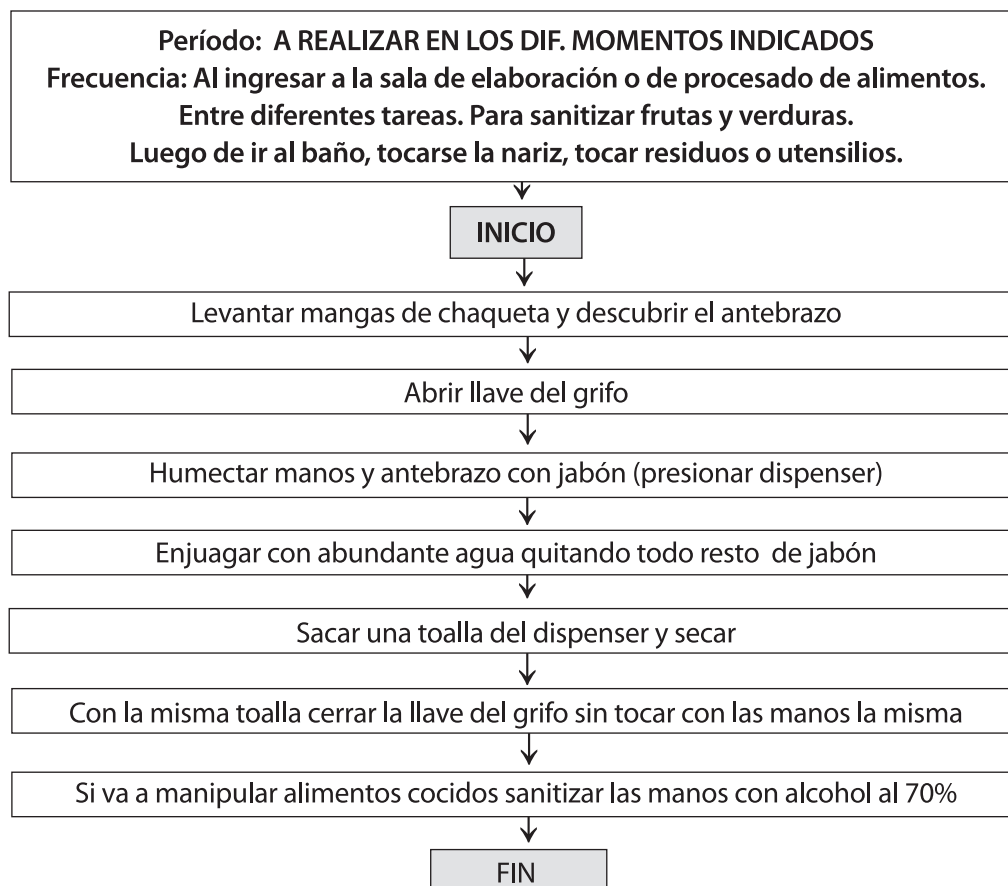 Período: A REALIZAR EN LOS DIF. MOMENTOS INDICADOS
Frecuencia: Al ingresar a la sala de elaboración o de procesado de alimentos.
Entre diferentes tareas. Para sanitizar frutas y verduras.
Luego de ir al baño, tocarse la nariz, tocar residuos o utensilios.
INICIO
Levantar mangas de chaqueta y descubrir el antebrazo
Abrir llave del grifo
Humectar manos y antebrazo con jabón (presionar dispenser)
Enjuagar con abundante agua quitando todo resto de jabón
Sacar una toalla del dispenser y secar
Con la misma toalla cerrar la llave del grifo sin tocar con las manos la misma
Si va a manipular alimentos cocidos sanitizar las manos con alcohol al 70%
FIN